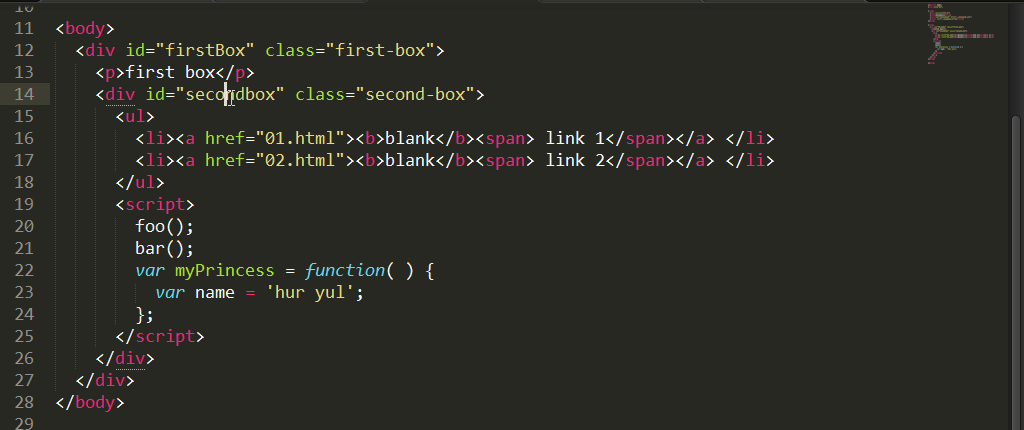 10
11 <body>
12 <div id="firstBox" class="first-box">
13 <p>first box</p>
14 <div id="secondbox" class="second-box">
15 <ul>
16 <li><a href="01.html"><b>blank</b><span> link 1</span></a> </li>
17 <li><a href="02.html"><b>blank</b><span> link 2</span></a> </li>
18 </ul>
19 <script>
20 foo();
21 bar();
22 var myPrincess = function( ) {
23 var name = 'hur yul';
24 };
25 </script>
26 </div>
27 </div>
28 </body>
29